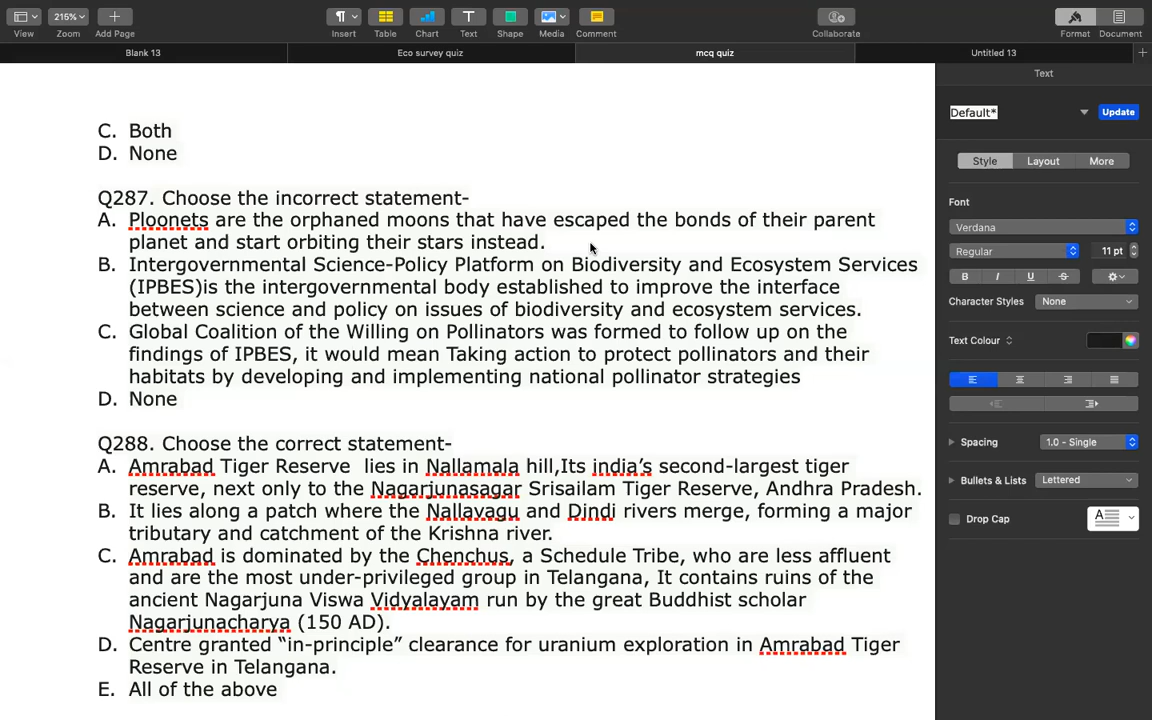 215%
View
Zoom
Add Page
Insert
Table
Chart
Text
Shape
Media
Comment
Collaborate
Format
Document
Blank 13
Eco survey quiz
mcq quiz
Untitled 13
C. Both
D. None
Q287. Choose the incorrect statement-
A. Ploonets are the orphaned moons that have escaped the bonds of their parent
planet and start orbiting their stars instead.
B. Intergovernmental Science-Policy Platform on Biodiversity and Ecosystem Services
(IPBES)is the intergovernmental body established to improve the interface
between science and policy on issues of biodiversity and ecosystem services.
C. Global Coalition of the Willing on Pollinators was formed to follow up on the
findings of IPBES, it would mean Taking action to protect pollinators and their
habitats by developing and implementing national pollinator strategies
D. None
Q288. Choose the correct statement-
A. Amrabad Tiger Reserve lies in Nallamala hill,Its india’s second-largest tiger
reserve, next only to the Nagarjunasagar Srisailam Tiger Reserve, Andhra Pradesh.
B. It lies along a patch where the Nallavagu and Dindi rivers merge, forming a major
tributary and catchment of the Krishna river.
C. Amrabad is dominated by the Chenchus, a Schedule Tribe, who are less affluent
and are the most under-privileged group in Telangana, It contains ruins of the
ancient Nagarjuna Viswa Vidyalayam run by the great Buddhist scholar
Nagarjunacharya (150 AD).
D. Centre granted “in-principle” clearance for uranium exploration in Amrabad Tiger
Reserve in Telangana.
E. All of the above
Text
Default*
Update
Style
Layout
More
Font
Verdana
Regular
11 pt
B I U S
Character Styles
None
Text Colour
Spacing
1.0 - Single
Bullets & Lists
Lettered
Drop Cap